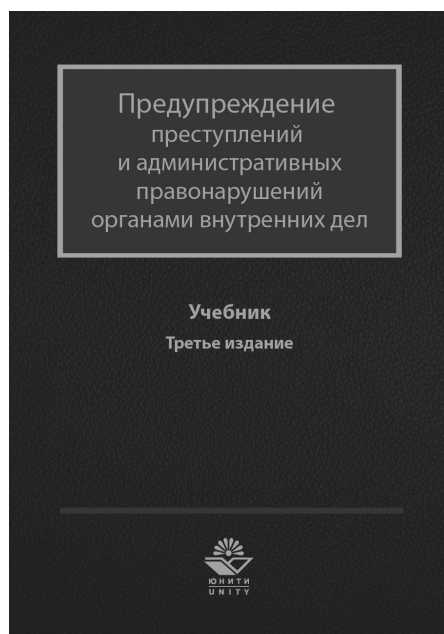 Предупреждение
преступлений
и административных
правонарушений
органами внутренних дел
Учебник
Третье издание
ЮНИТИ
UNITY